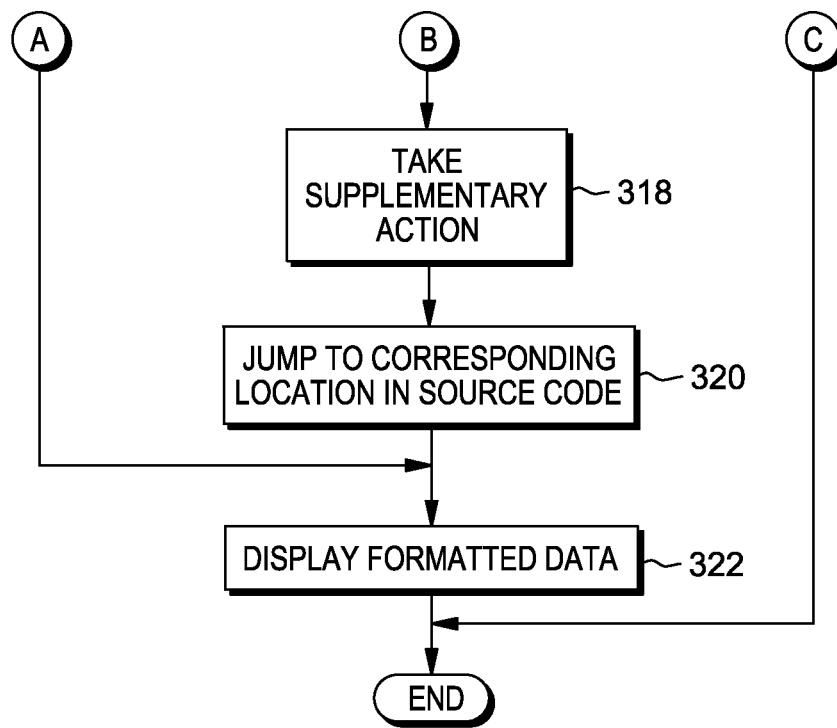 A
B
C
TAKE
SUPPLEMENTARY
ACTION
318
JUMP TO CORRESPONDING
LOCATION IN SOURCE CODE
320
DISPLAY FORMATTED DATA
322
END